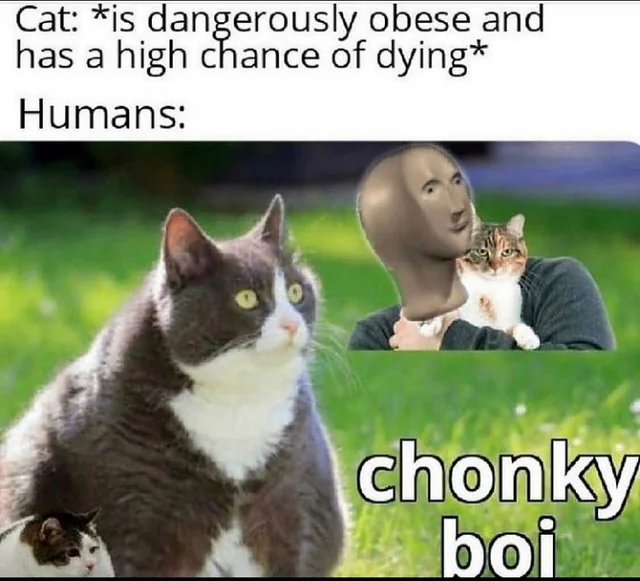 Cat: *is dangerously obese and
has a high chance of dying*
Humans:
chonky
boi